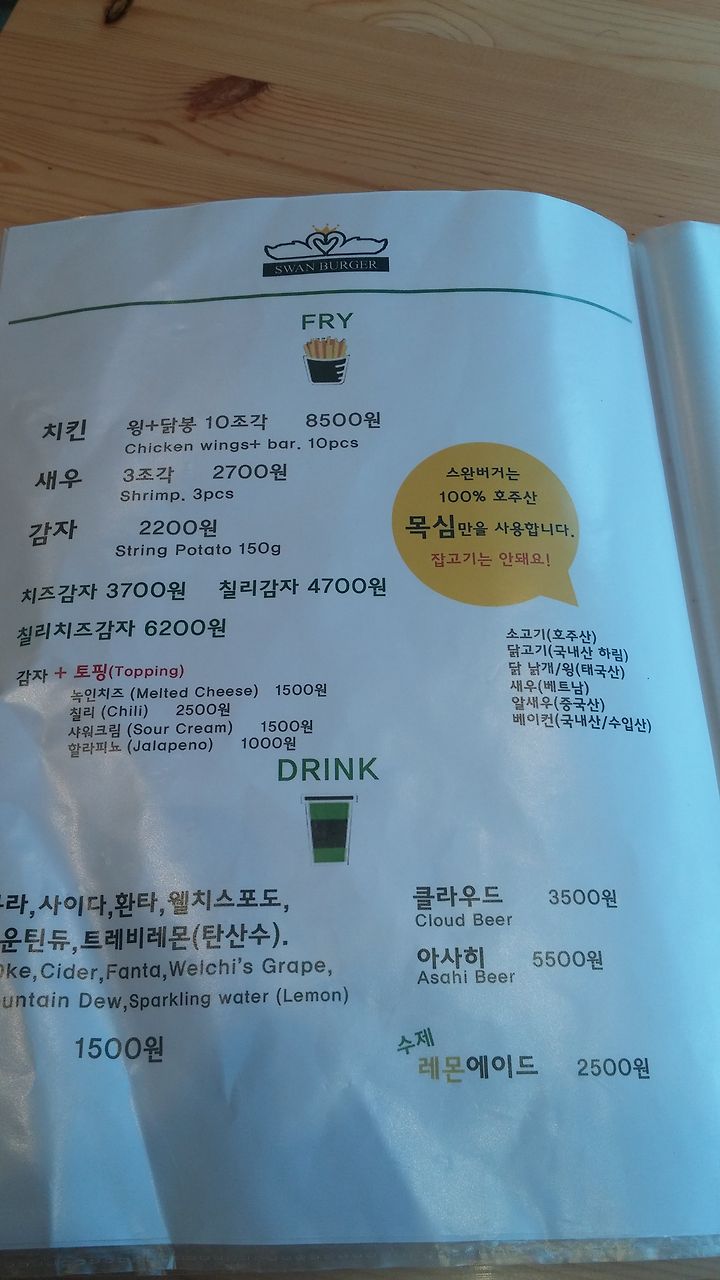 SWAN BURGER
FRY
치킨 윙+닭봉 10조각 8500원
Chicken wings+ bar. 10pcs
새우 3조각 2700원
Shrimp. 3pcs
감자 2200원
String Potato 150g
치즈감자 3700원 칠리감자 4700원
칠리치즈감자 6200원
감자 + 토핑(Topping)
녹인치즈 (Melted Cheese) 1500원
칠리 (Chili) 2500원
샤워크림 (Sour Cream) 1500원
할라피뇨 (Jalapeno) 1000원
스완버거는
100% 호주산
목심만을 사용합니다.
잡고기는 안돼요!
소고기(호주산)
닭고기(국내산 하림)
닭 낡개/윙(태국산)
새우(베트남)
알새우(중국산)
베이컨(국내산/수입산)
DRINK
라,사이다,환타,웰치스포도,
운틴듀,트레비레몬(탄산수).
oke,Cider,Fanta,Welchi's Grape,
untain Dew,Sparkling water (Lemon)
1500원
클라우드 3500원
Cloud Beer
아사히 5500원
Asahi Beer
수제
레몬에이드 2500원